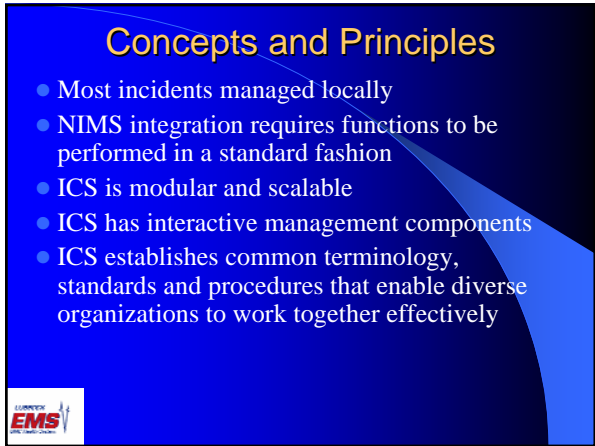 Concepts and Principles
Most incidents managed locally
NIMS integration requires functions to be
performed in a standard fashion
ICS is modular and scalable
ICS has interactive management components
ICS establishes common terminology,
standards and procedures that enable diverse
organizations to work together effectively
LUBBOCK
EMS